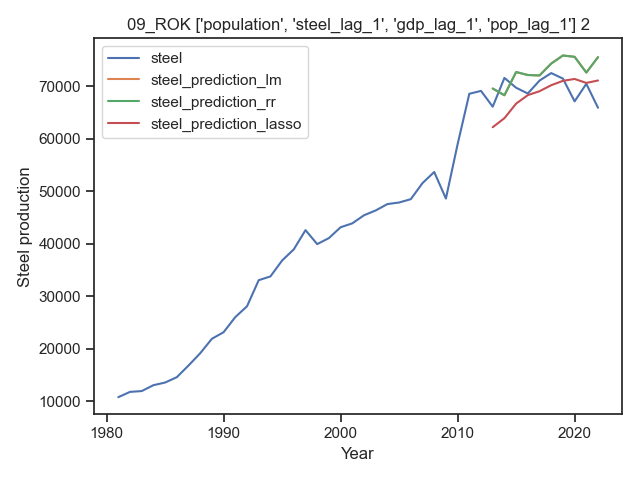 09_ROK ['population', 'steel_lag_1', 'gdp_lag_1', 'pop_lag_1'] 2
steel
steel_prediction_lm
steel_prediction_rr
steel_prediction_lasso
Steel production
70000
60000
50000
40000
30000
20000
10000
1980
1990
2000
2010
2020
Year